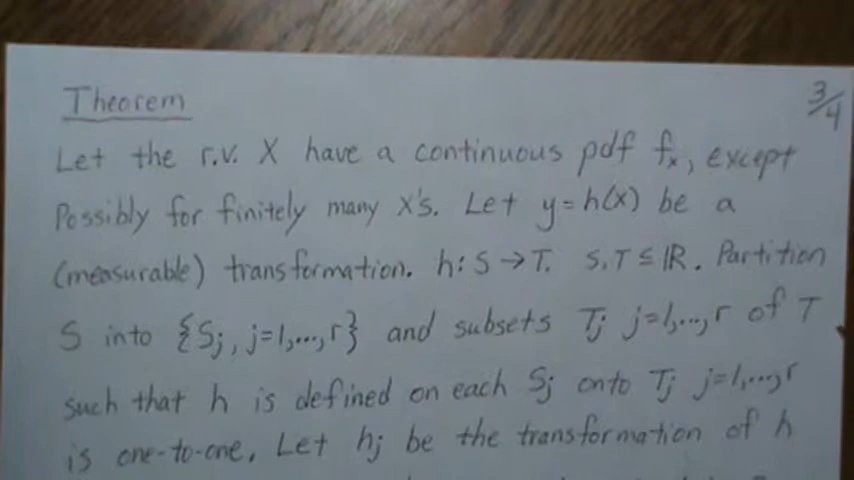 Theorem
3/4
Let the r.v. X have a continuous pdf fₓ, except
Possibly for finitely many X's. Let y=h(X) be a
(measurable) transformation. h: S → T. S, T ⊆ ℝ. Partition
S into {Sj, j=1,...,r} and subsets Tj j=1,...,r of T
such that h is defined on each Sj onto Tj j=1,...,r
is one-to-one. Let hj be the transformation of h